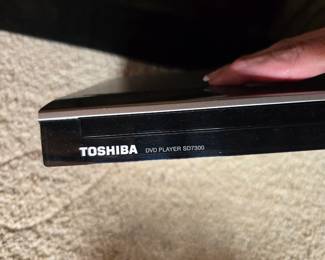 TOSHIBA DVD PLAYER SD7300